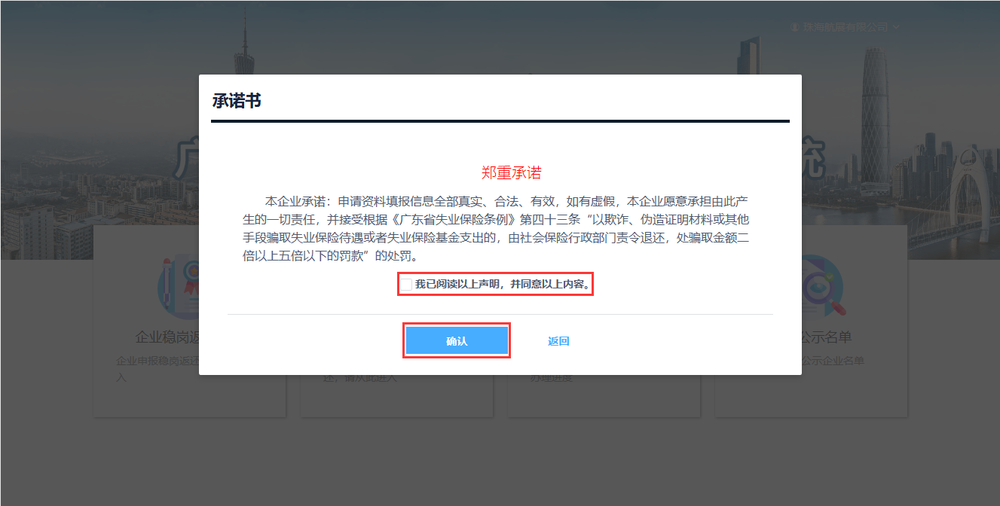 珠海航展有限公司
承诺书
广
统
郑重承诺
本企业承诺：申请资料填报信息全部真实、合法、有效，如有虚假，本企业愿意承担由此产
生的一切责任，并接受根据《广东省失业保险条例》第四十三条“以欺诈、伪造证明材料或其他
手段骗取失业保险待遇或者失业保险基金支出的，由社会保险行政部门责令退还，处骗取金额二
倍以上五倍以下的罚款”的处罚。
我已阅读以上声明，并同意以上内容。
确认 返回
企业稳岗返 公示名单
企业申报稳岗返还 公示企业名单
入 还，请从此进入 办理进度